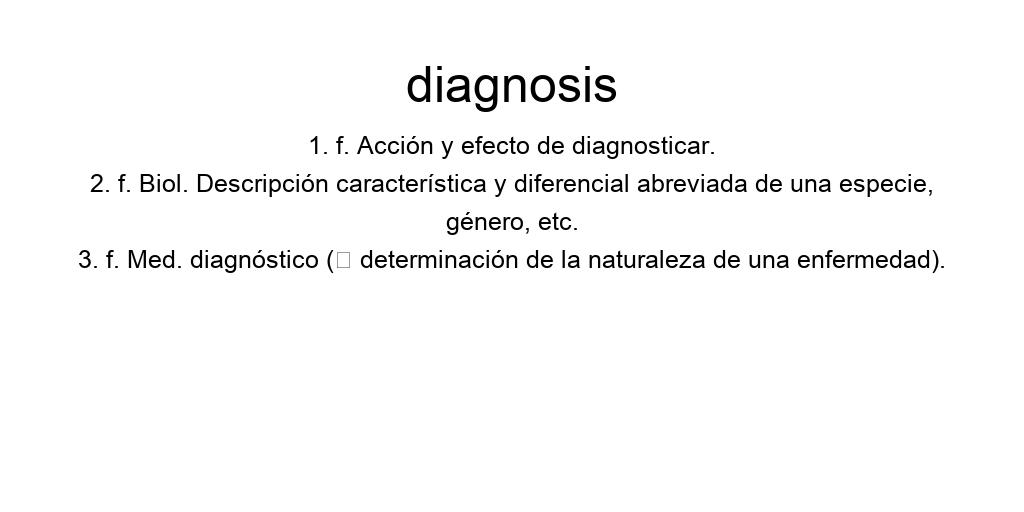 diagnosis
1. f. Acción y efecto de diagnosticar.
2. f. Biol. Descripción característica y diferencial abreviada de una especie,
género, etc.
3. f. Med. diagnóstico (□ determinación de la naturaleza de una enfermedad).